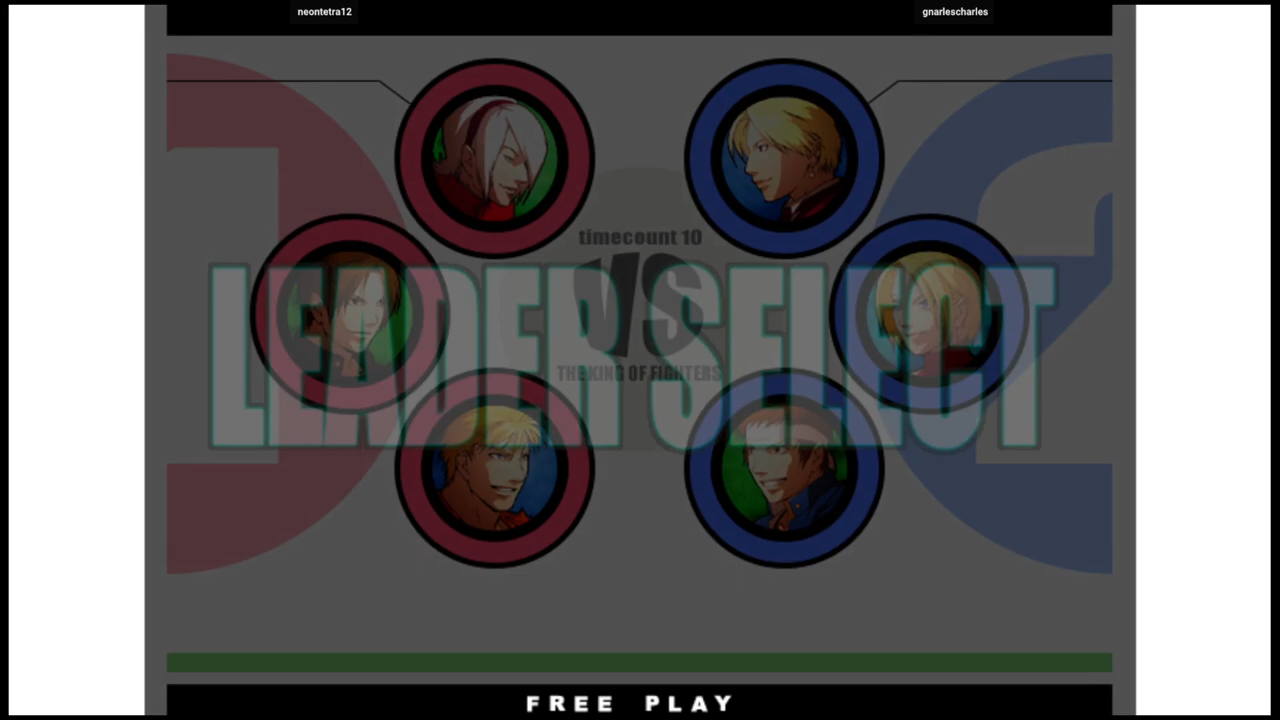 neontetra12
gnarlescharles
timecount 10
VS
LEADER SELECT
THE KING OF FIGHTERS
FREE PLAY